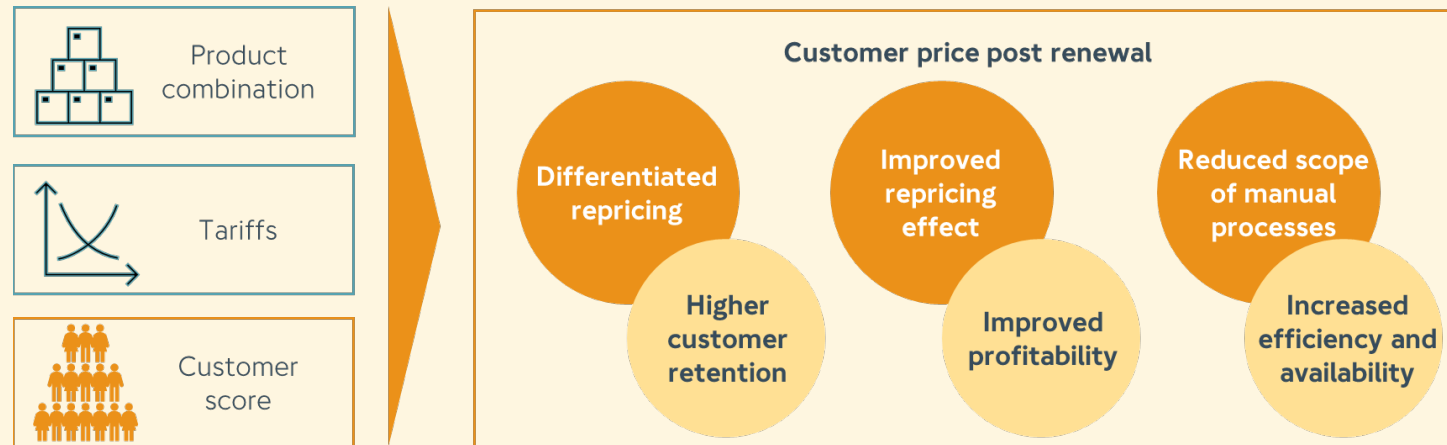 Product
combination
Tariffs
Customer
score
Customer price post renewal
Differentiated
repricing
Higher
customer
retention
Improved
repricing
effect
Improved
profitability
Reduced scope
of manual
processes
Increased
efficiency and
availability